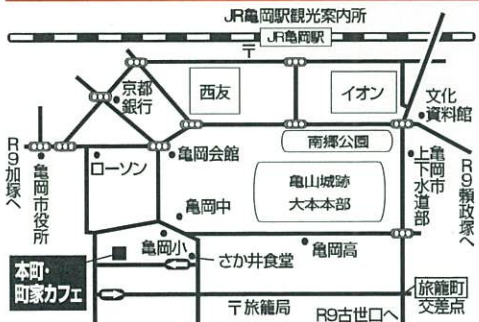 JR亀岡駅観光案内所
JR亀岡駅
〒
京都
銀行
西友
イオン
文化
資料館
南郷公園
R9加塚へ
亀岡市役所
ローソン
亀岡会館
亀山城跡
大本本部
亀岡市
上下水道部
R9頼政塚へ
亀岡中
亀岡小
さか井食堂
亀岡高
本町・
町家カフェ
〒旅籠局
R9古世口へ
旅籠町
交差点